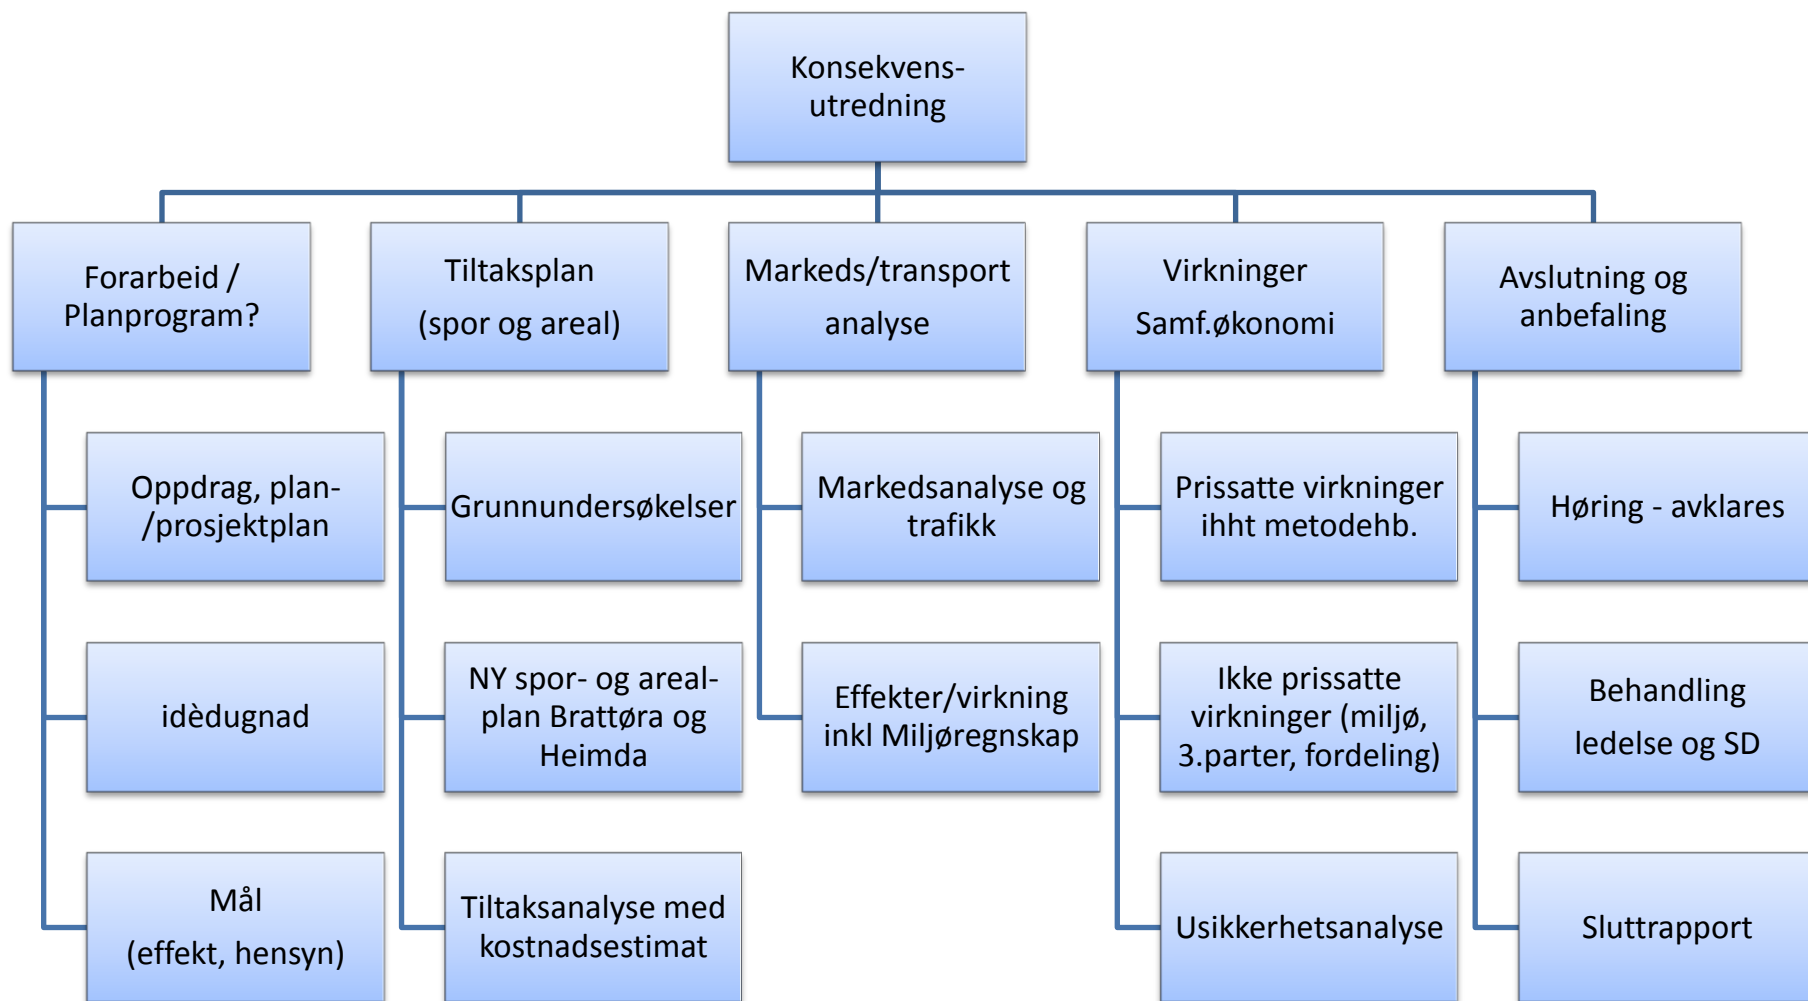 Konsekvens-
utredning
Forarbeid /
Planprogram?
Tiltaksplan
(spor og areal)
Markeds/transport
analyse
Virkninger
Samf.økonomi
Avslutning og
anbefaling
Oppdrag, plan-
/prosjektplan
Grunnundersøkelser
Markedsanalyse og
trafikk
Prissatte virkninger
ihht metodehb.
Høring - avklares
idèdugnad
NY spor- og areal-
plan Brattøra og
Heimda
Effekter/virkning
inkl Miljøregnskap
Ikke prissatte
virkninger (miljø,
3.parter, fordeling)
Behandling
ledelse og SD
Mål
(effekt, hensyn)
Tiltaksanalyse med
kostnadsestimat
Usikkerhetsanalyse
Sluttrapport